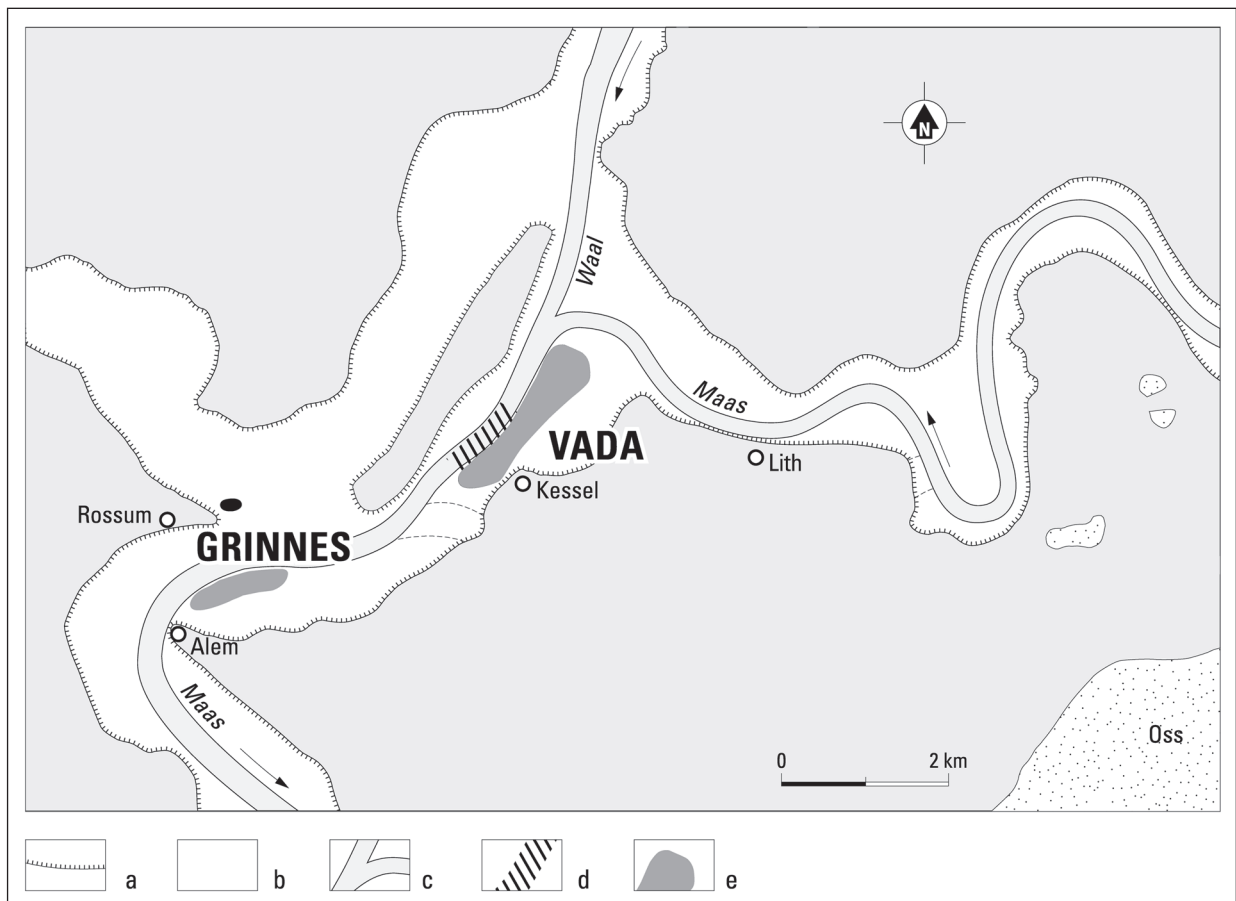 N
Waal
Maas
VADA
Lith
Kessel
Rossum
GRINNES
Alem
Maas
Oss
0 2 km
a b c d e